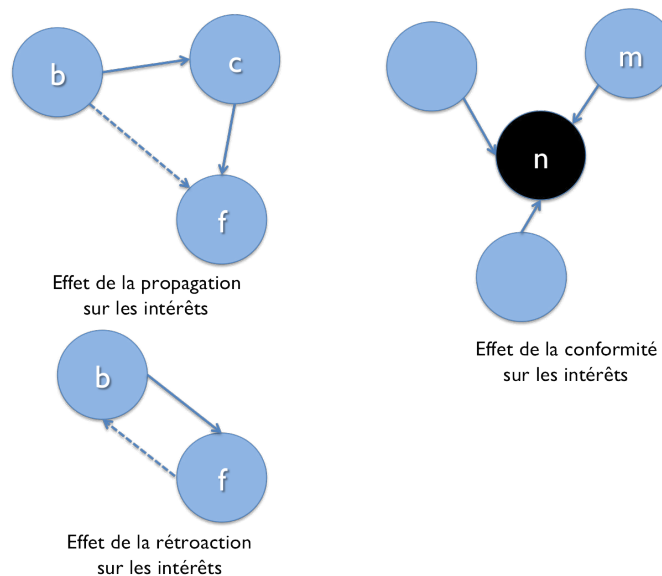 b
c
f
Effet de la propagation
sur les intérêts
b
f
Effet de la rétroaction
sur les intérêts
m
n
Effet de la conformité
sur les intérêts